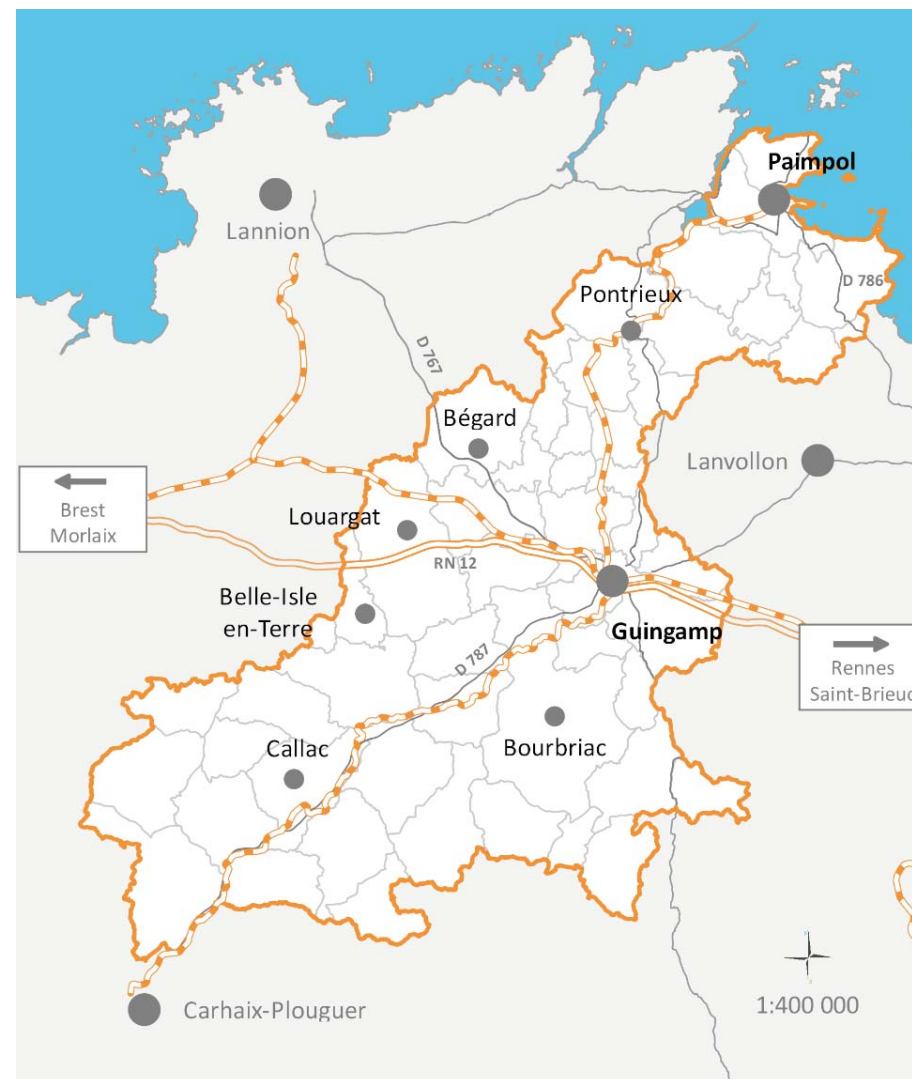 Paimpol
Lannion
D 786
Pontrieux
D 767
Bégard
Lanvollon
Brest
Morlaix
Louargat
RN 12
Belle-Isle
en-Terre
Guingamp
D 787
Rennes
Saint-Brieuc
Callac
Bourbriac
Carhaix-Plouguer
1:400 000